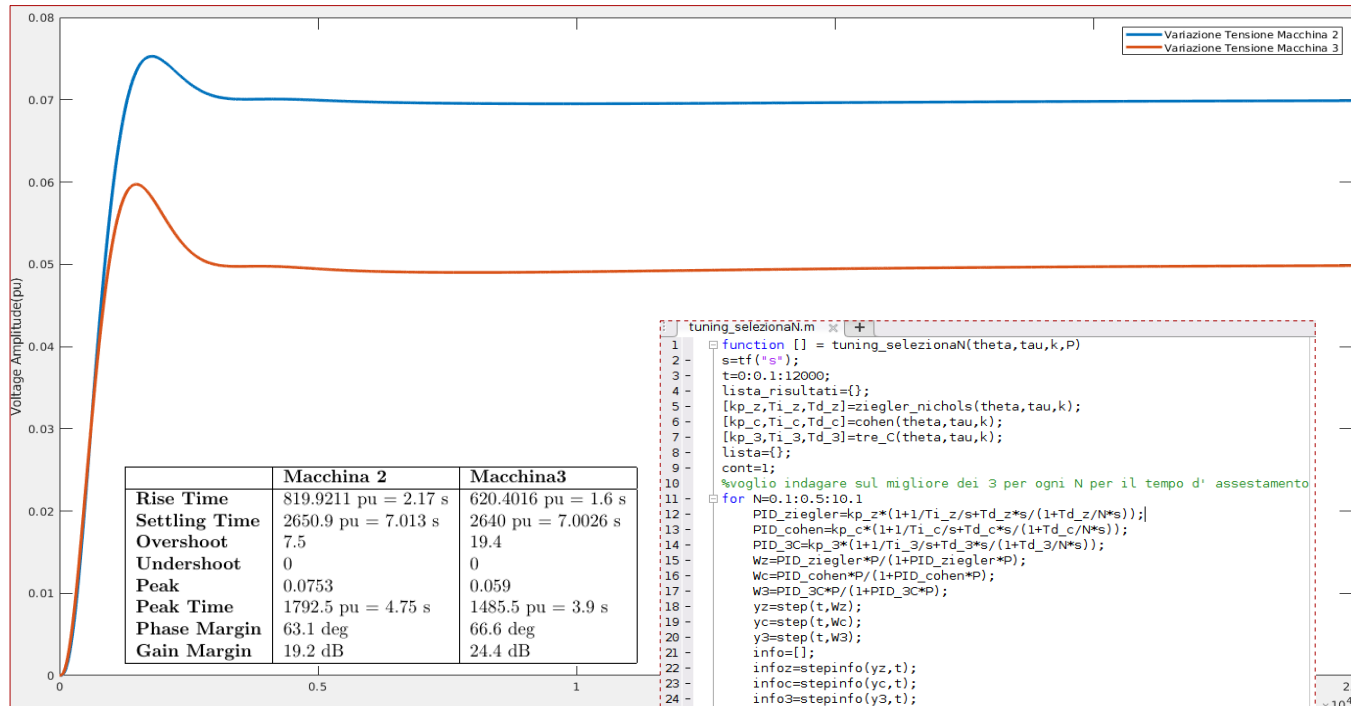 0.08
0.07
0.06
0.05
0.04
0.03
0.02
0.01
0
Voltage Amplitude(pu)
Variazione Tensione Macchina 2
Variazione Tensione Macchina 3
Macchina 2 Macchina3
Rise Time 819.9211 pu = 2.17 s 620.4016 pu = 1.6 s
Settling Time 2650.9 pu = 7.013 s 2640 pu = 7.0026 s
Overshoot 7.5 19.4
Undershoot 0 0
Peak 0.0753 0.059
Peak Time 1792.5 pu = 4.75 s 1485.5 pu = 3.9 s
Phase Margin 63.1 deg 66.6 deg
Gain Margin 19.2 dB 24.4 dB
tuning_selezionaN.m × +
1 function [] = tuning_selezionaN(theta,tau,k,P)
2 - s=tf("s");
3 - t=0:0.1:12000;
4 - lista_risultati={};
5 - [kp_z,Ti_z,Td_z]=ziegler_nichols(theta,tau,k);
6 - [kp_c,Ti_c,Td_c]=cohen(theta,tau,k);
7 - [kp_3,Ti_3,Td_3]=tre_C(theta,tau,k);
8 - lista={};
9 - cont=1;
10 %voglio indagare sul migliore dei 3 per ogni N per il tempo d' assestamento
11 - for N=0.1:0.5:10.1
12 - PID_ziegler=kp_z*(1+1/Ti_z/s+Td_z*s/(1+Td_z/N*s));
13 - PID_cohen=kp_c*(1+1/Ti_c/s+Td_c*s/(1+Td_c/N*s));
14 - PID_3C=kp_3*(1+1/Ti_3/s+Td_3*s/(1+Td_3/N*s));
15 - Wz=PID_ziegler*P/(1+PID_ziegler*P);
16 - Wc=PID_cohen*P/(1+PID_cohen*P);
17 - W3=PID_3C*P/(1+PID_3C*P);
18 - yz=step(t,Wz);
19 - yc=step(t,Wc);
20 - y3=step(t,W3);
21 - info=[];
22 - infoz=stepinfo(yz,t);
23 - infoc=stepinfo(yc,t);
24 - info3=stepinfo(y3,t);
0 0.5 1